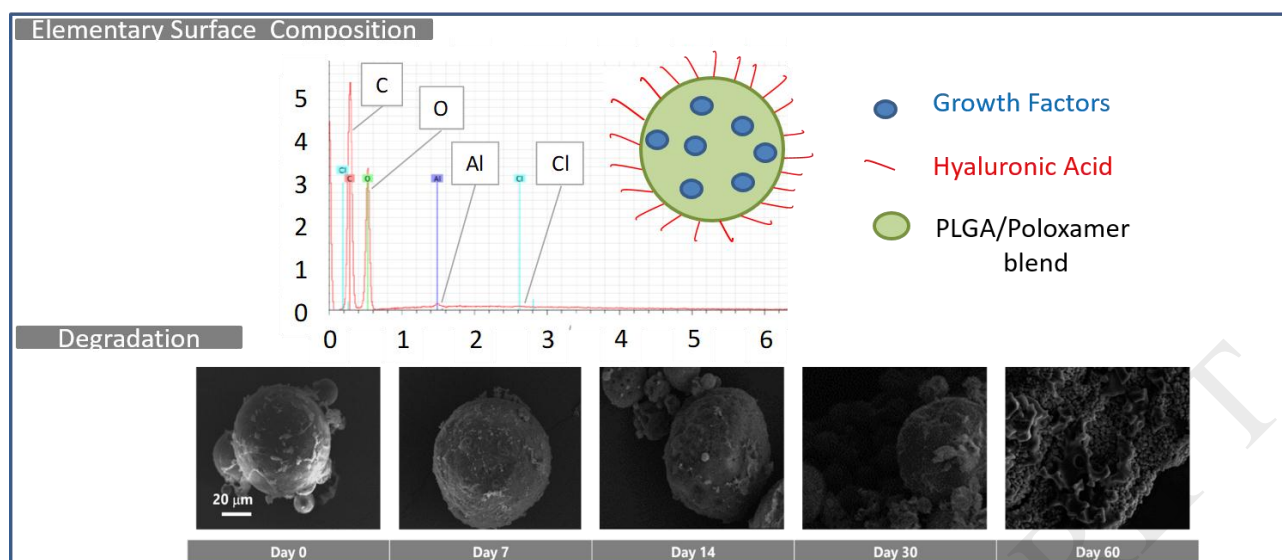 Elementary Surface Composition
C
O
Al
Cl
5
4
3
2
1
0
Cl
C
O
Al
Cl
0 1 2 3 4 5 6
Growth Factors
Hyaluronic Acid
PLGA/Poloxamer
blend
Degradation
20 μm
Day 0
Day 7
Day 14
Day 30
Day 60
PT